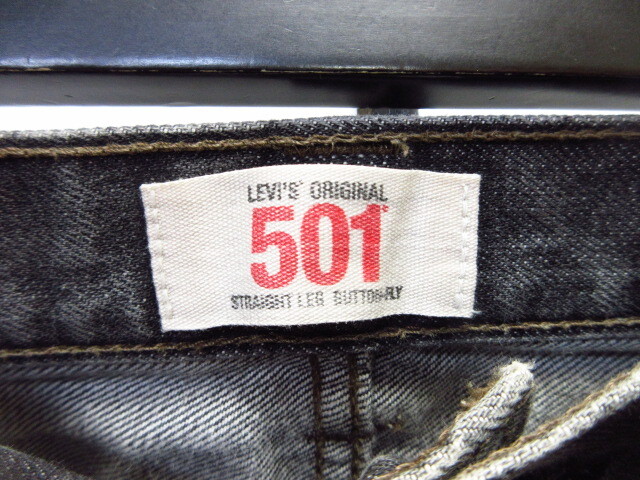 LEVI'S® ORIGINAL
501®
STRAIGHT LEG BUTTON-FLY